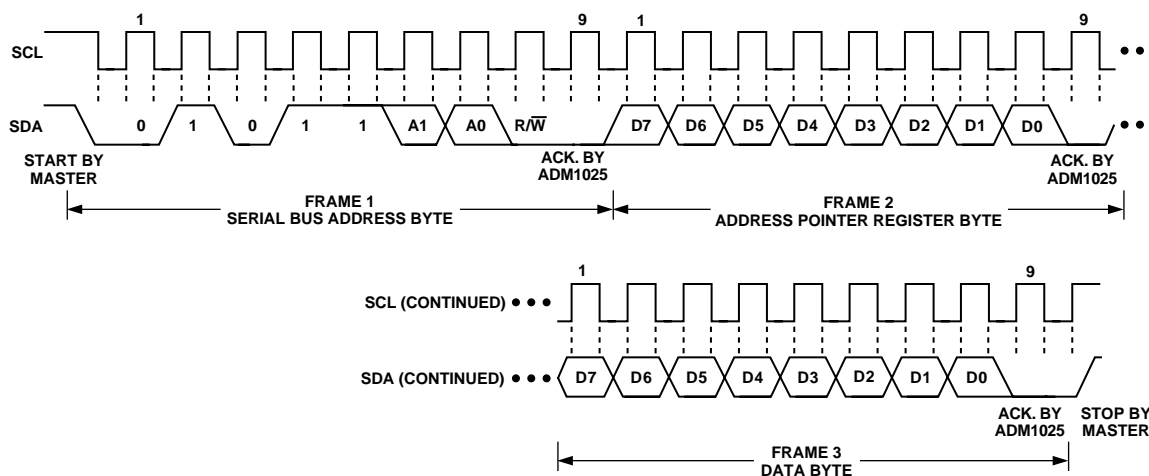 1 9 1 9
SCL
SDA 0 1 0 1 1 A1 A0 R/W̅ D7 D6 D5 D4 D3 D2 D1 D0
START BY MASTER
ACK. BY ADM1025
ACK. BY ADM1025
FRAME 1
SERIAL BUS ADDRESS BYTE
FRAME 2
ADDRESS POINTER REGISTER BYTE
1 9
SCL (CONTINUED)
SDA (CONTINUED) D7 D6 D5 D4 D3 D2 D1 D0
ACK. BY ADM1025
STOP BY MASTER
FRAME 3
DATA BYTE